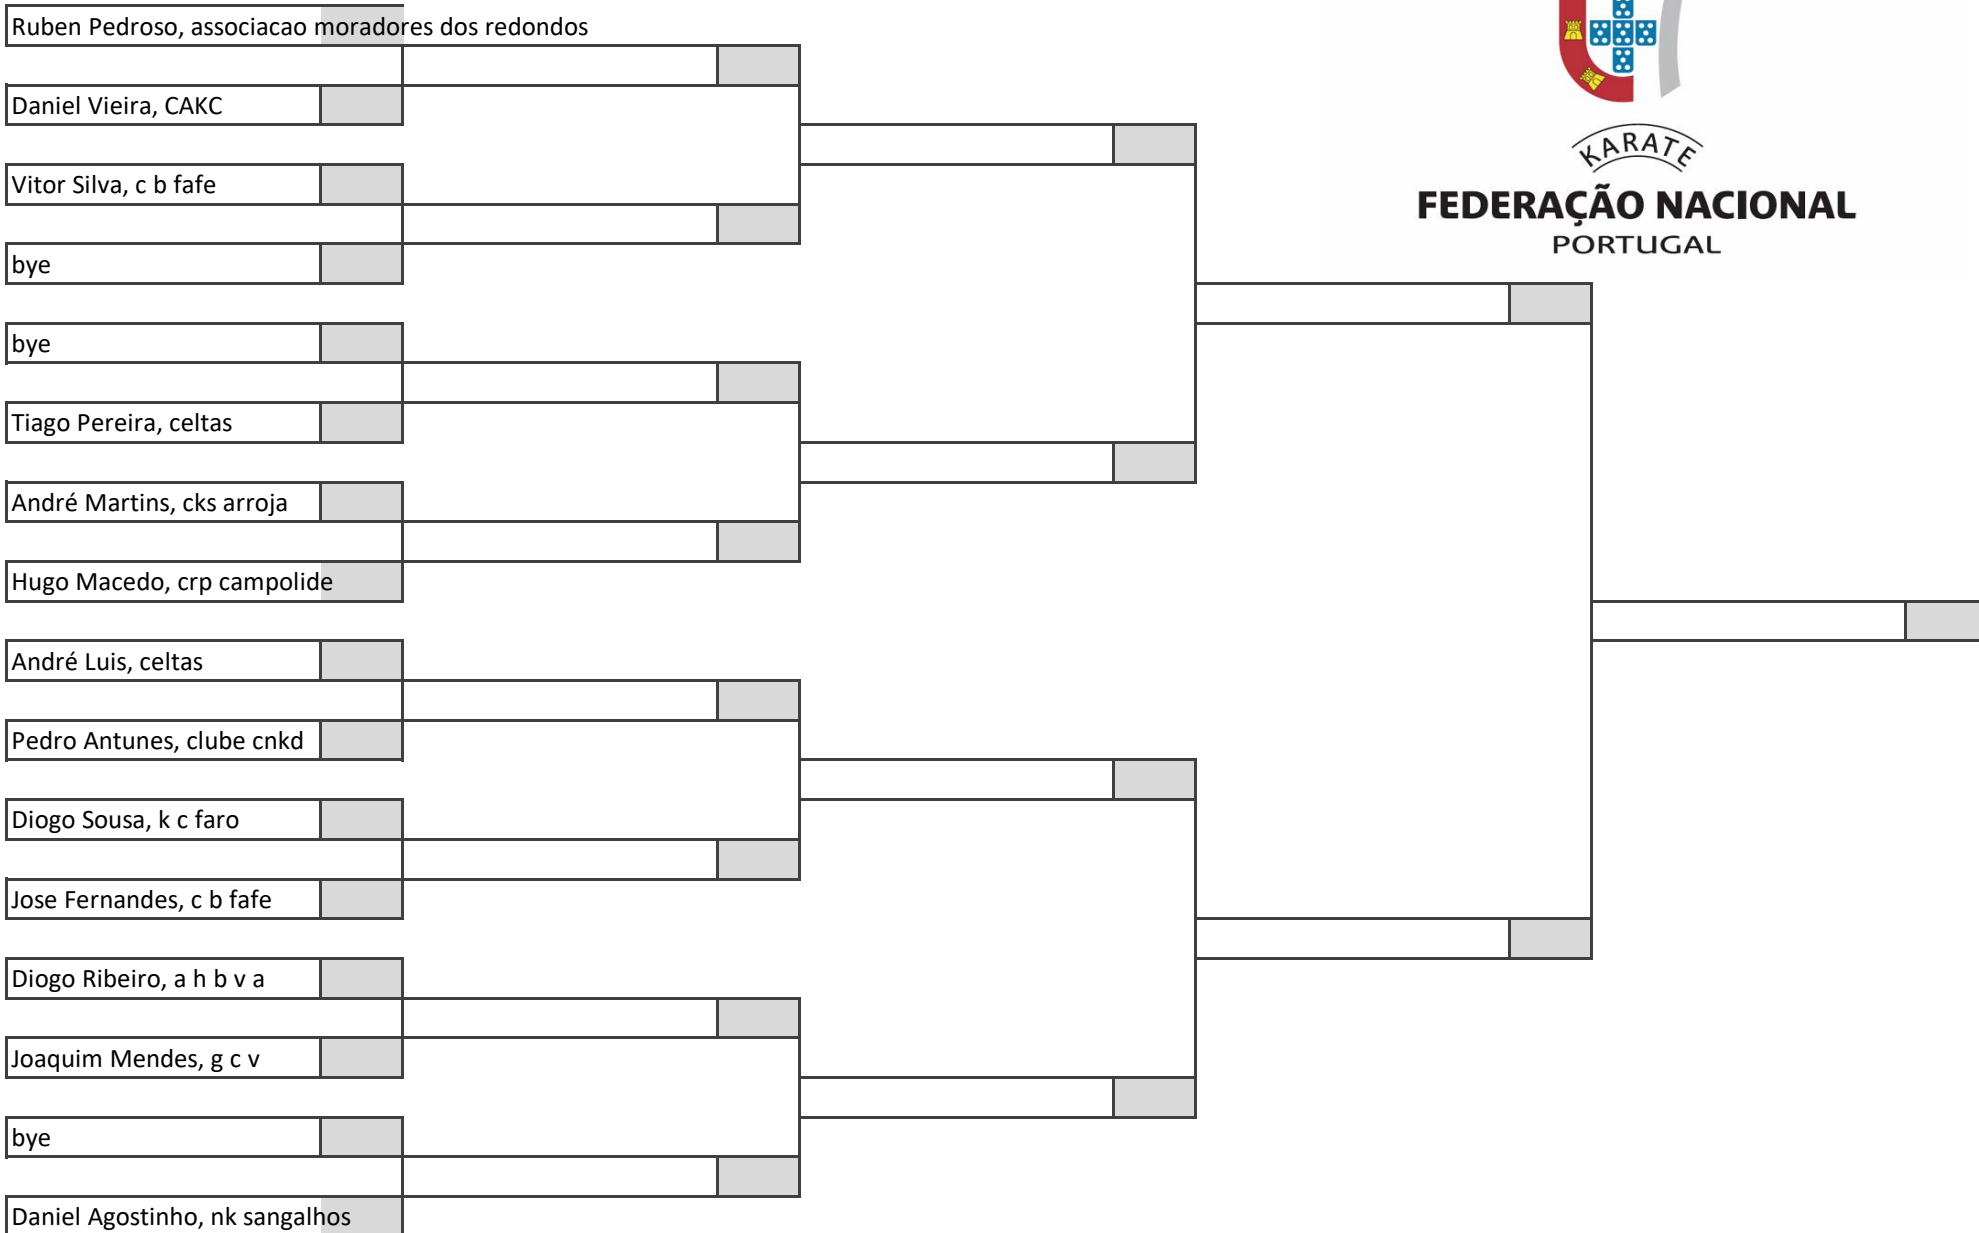 Ruben Pedroso, associacao moradores dos redondos
Daniel Vieira, CAKC
Vitor Silva, c b fafe
bye
bye
Tiago Pereira, celtas
André Martins, cks arroja
Hugo Macedo, crp campolide
André Luis, celtas
Pedro Antunes, clube cnkd
Diogo Sousa, k c faro
Jose Fernandes, c b fafe
Diogo Ribeiro, a h b v a
Joaquim Mendes, g c v
bye
Daniel Agostinho, nk sangalhos
KARATE
FEDERAÇÃO NACIONAL
PORTUGAL